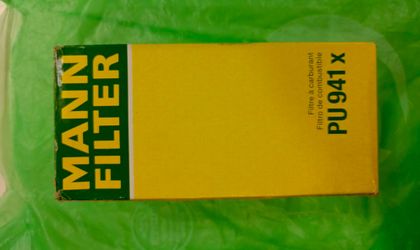 MANN
FILTER
Filtre à carburant
Filtro de combustible
PU 941 x